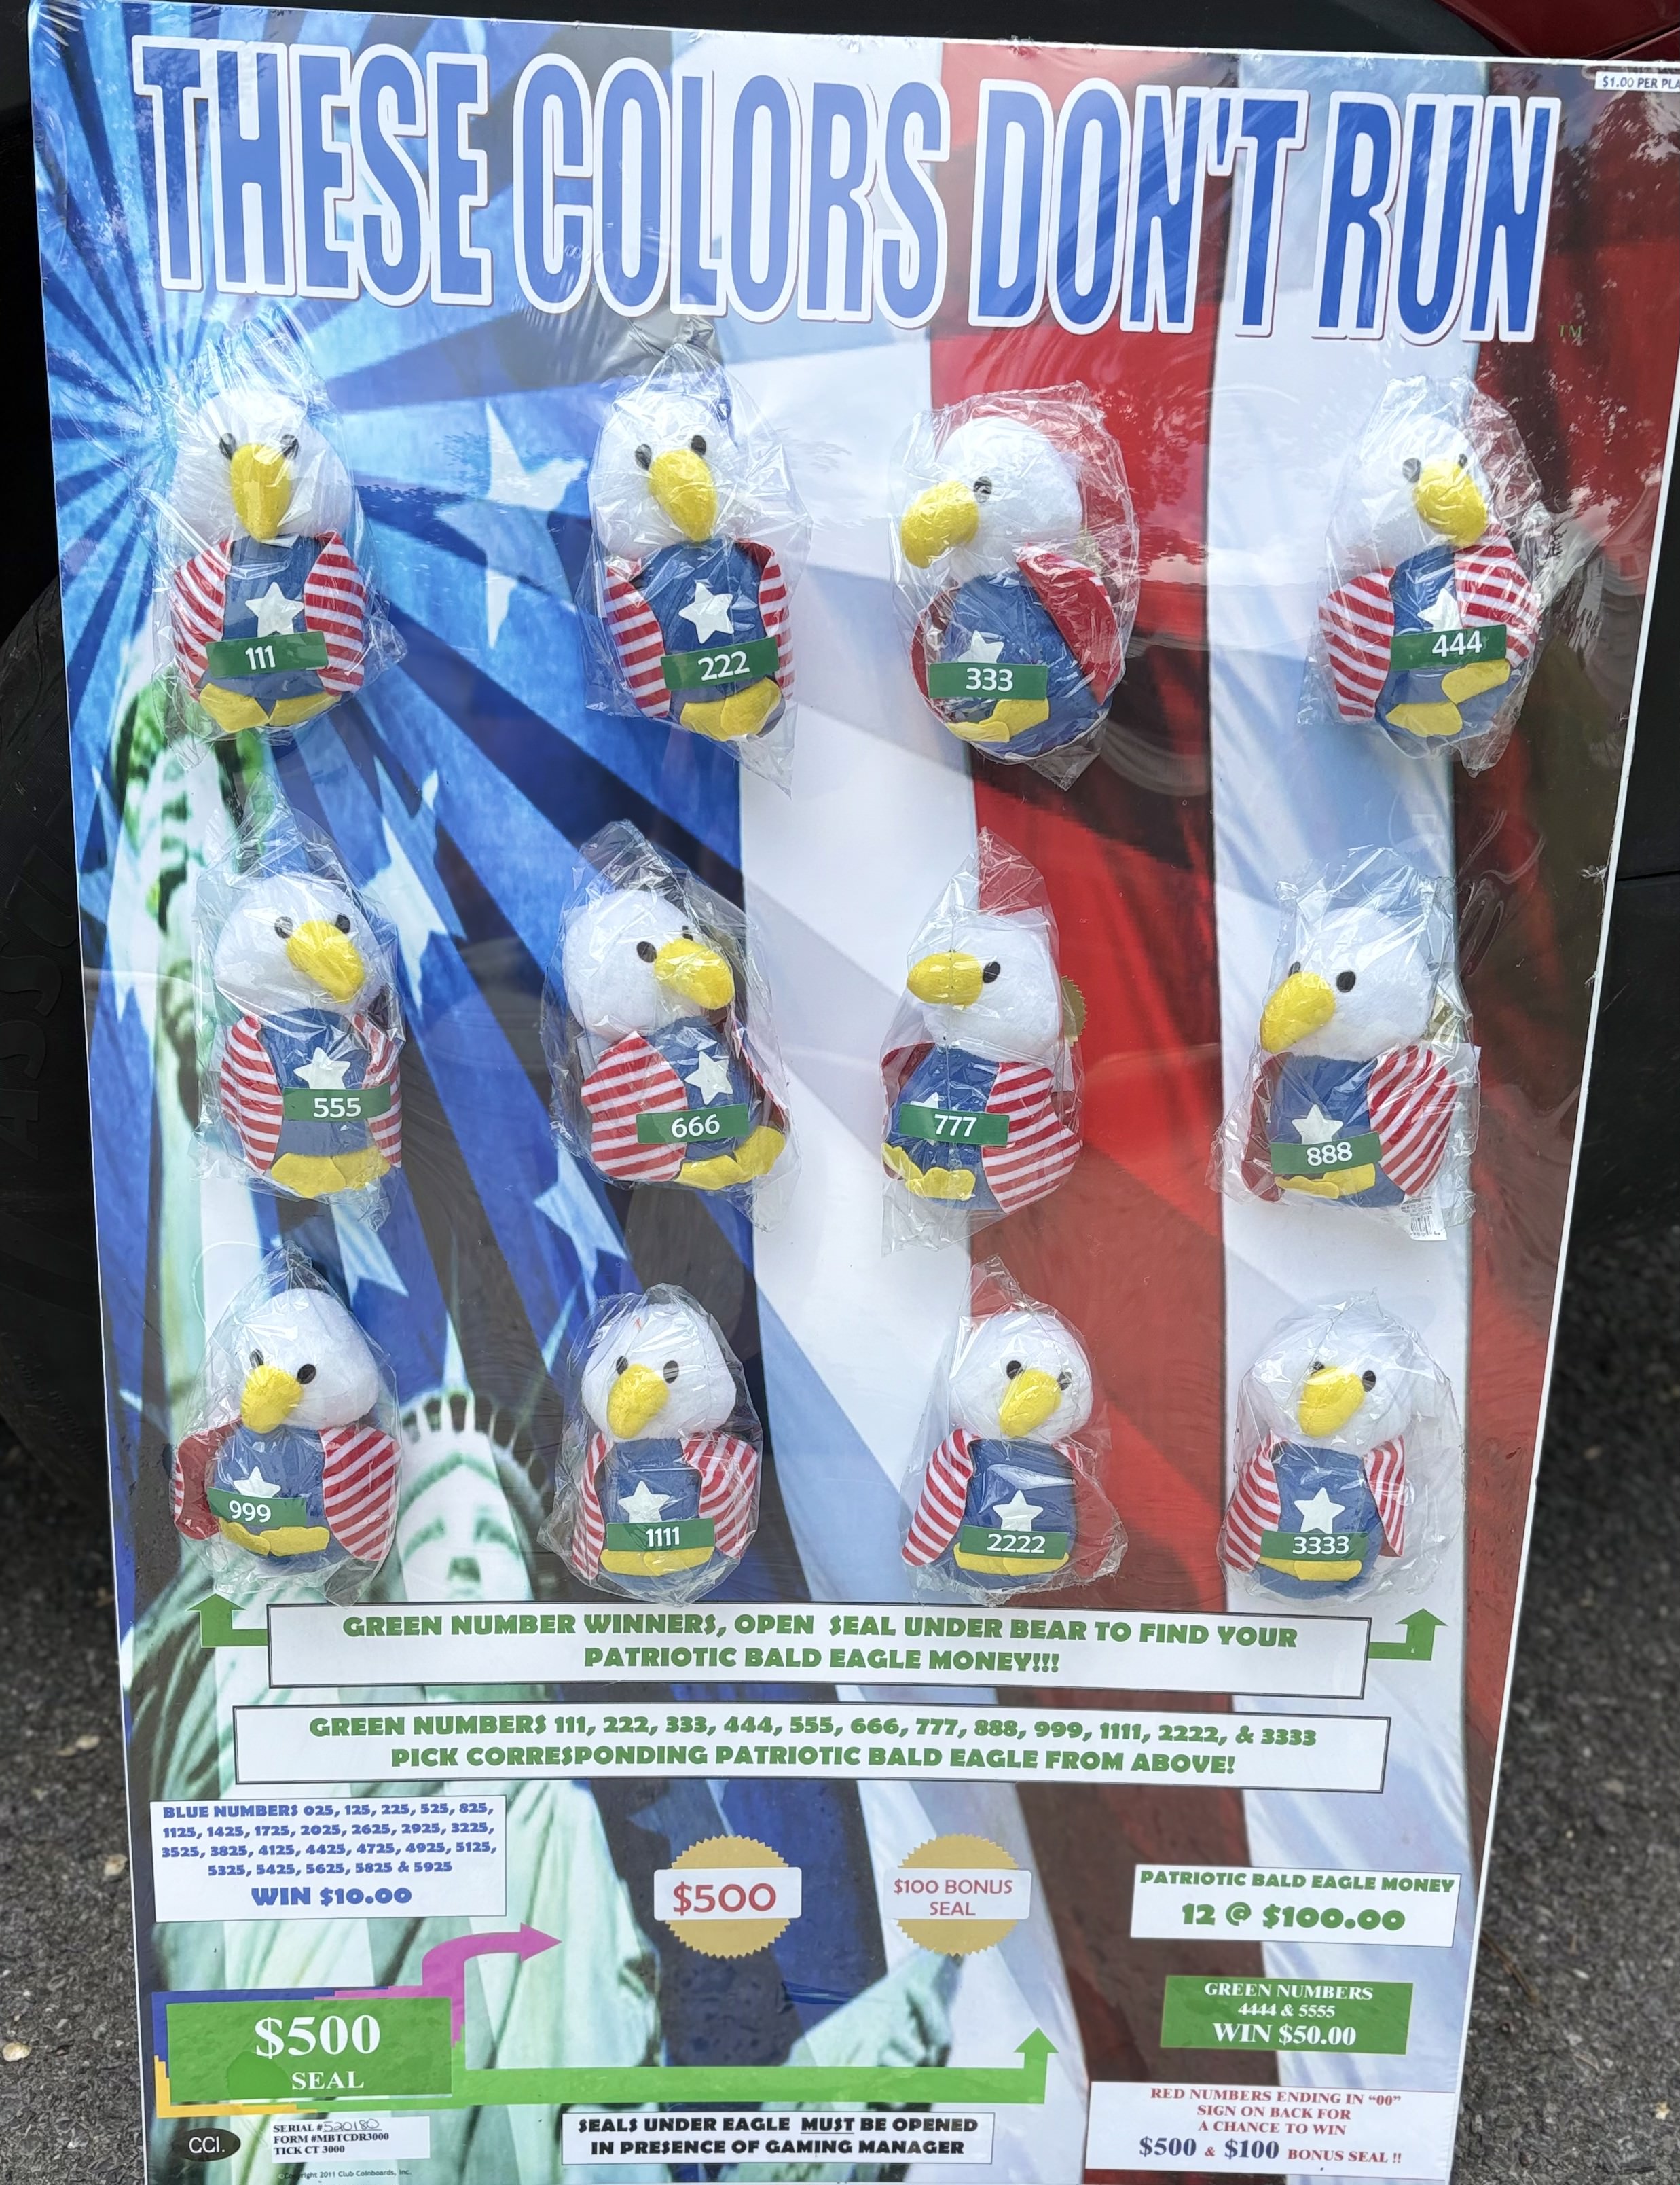 $1.00 PER PLA
THESE COLORS DON'T RUN
TM
111
222
333
444
555
666
777
888
999
1111
2222
3333
GREEN NUMBER WINNERS, OPEN SEAL UNDER BEAR TO FIND YOUR
PATRIOTIC BALD EAGLE MONEY!!!
GREEN NUMBERS 111, 222, 333, 444, 555, 666, 777, 888, 999, 1111, 2222, & 3333
PICK CORRESPONDING PATRIOTIC BALD EAGLE FROM ABOVE!
BLUE NUMBERS 025, 125, 225, 525, 825,
1125, 1425, 1725, 2025, 2625, 2925, 3225,
3525, 3825, 4125, 4425, 4725, 4925, 5125,
5325, 5425, 5625, 5825 & 5925
WIN $10.00
$500
$100 BONUS
SEAL
PATRIOTIC BALD EAGLE MONEY
12 @ $100.00
GREEN NUMBERS
4444 & 5555
WIN $50.00
$500
SEAL
RED NUMBERS ENDING IN “00”
SIGN ON BACK FOR
A CHANCE TO WIN
$500 & $100 BONUS SEAL !!
CCI.
SERIAL # 520180
FORM #MBTCDR3000
TICK CT 3000
© Copyright 2011 Club Coinboards, Inc.
SEALS UNDER EAGLE MUST BE OPENED
IN PRESENCE OF GAMING MANAGER